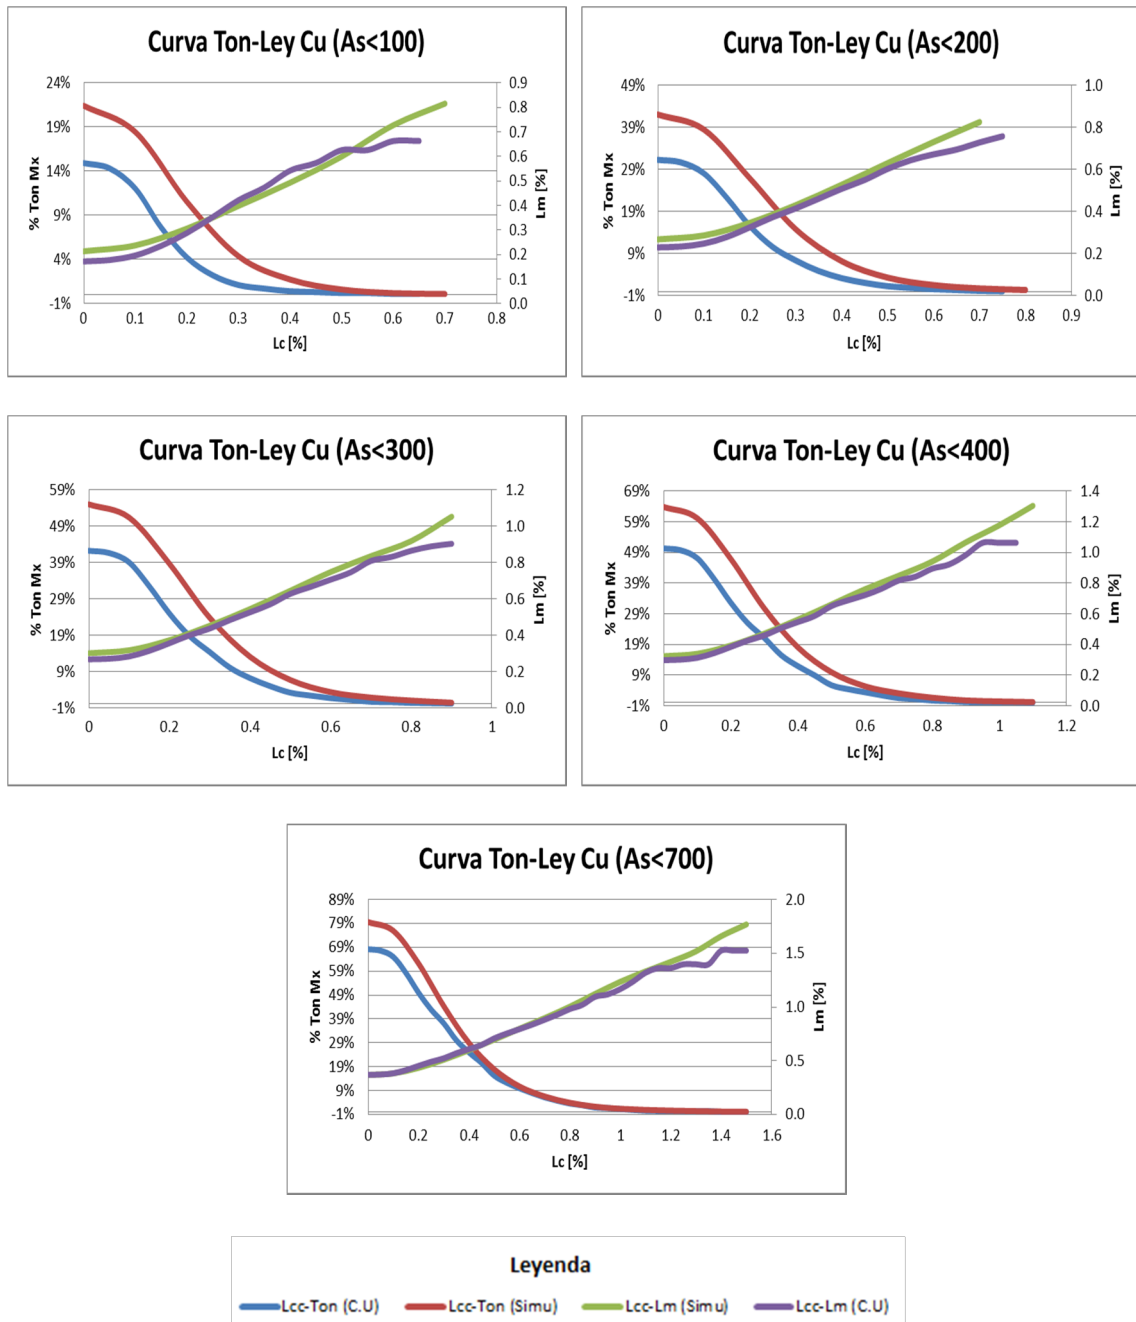 Curva Ton-Ley Cu (As<100)
% Ton Mx
24%
19%
14%
9%
4%
-1%
0.9
0.8
0.7
0.6
0.5
0.4
0.3
0.2
0.1
0.0
Lm [%]
0 0.1 0.2 0.3 0.4 0.5 0.6 0.7 0.8
Lc [%]
Curva Ton-Ley Cu (As<200)
% Ton Mx
49%
39%
29%
19%
9%
-1%
1.0
0.8
0.6
0.4
0.2
0.0
Lm [%]
0 0.1 0.2 0.3 0.4 0.5 0.6 0.7 0.8 0.9
Lc [%]
Curva Ton-Ley Cu (As<300)
% Ton Mx
59%
49%
39%
29%
19%
9%
-1%
1.2
1.0
0.8
0.6
0.4
0.2
0.0
Lm [%]
0 0.2 0.4 0.6 0.8 1
Lc [%]
Curva Ton-Ley Cu (As<400)
% Ton Mx
69%
59%
49%
39%
29%
19%
9%
-1%
1.4
1.2
1.0
0.8
0.6
0.4
0.2
0.0
Lm [%]
0 0.2 0.4 0.6 0.8 1 1.2
Lc [%]
Curva Ton-Ley Cu (As<700)
% Ton Mx
89%
79%
69%
59%
49%
39%
29%
19%
9%
-1%
2.0
1.5
1.0
0.5
0.0
Lm [%]
0 0.2 0.4 0.6 0.8 1 1.2 1.4 1.6
Lc [%]
Leyenda
Lcc-Ton (C.U) Lcc-Ton (Simu) Lcc-Lm (Simu) Lcc-Lm (C.U)